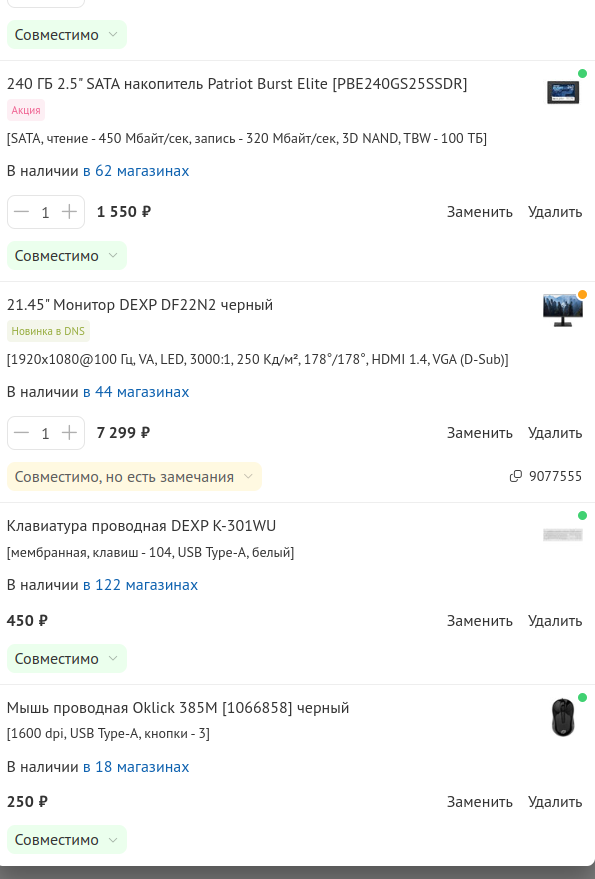 Совместимо
240 ГБ 2.5" SATA накопитель Patriot Burst Elite [PBE240GS25SSDR]
Акция
[SATA, чтение - 450 Мбайт/сек, запись - 320 Мбайт/сек, 3D NAND, TBW - 100 ТБ]
В наличии в 62 магазинах
1 1 550 ₽ Заменить Удалить
Совместимо
21.45" Монитор DEXP DF22N2 черный
Новинка в DNS
[1920x1080@100 Гц, VA, LED, 3000:1, 250 Кд/м², 178°/178°, HDMI 1.4, VGA (D-Sub)]
В наличии в 44 магазинах
1 7 299 ₽ Заменить Удалить
Совместимо, но есть замечания 9077555
Клавиатура проводная DEXP K-301WU
[мембранная, клавиш - 104, USB Type-A, белый]
В наличии в 122 магазинах
450 ₽ Заменить Удалить
Совместимо
Мышь проводная Oklick 385M [1066858] черный
[1600 dpi, USB Type-A, кнопки - 3]
В наличии в 18 магазинах
250 ₽ Заменить Удалить
Совместимо